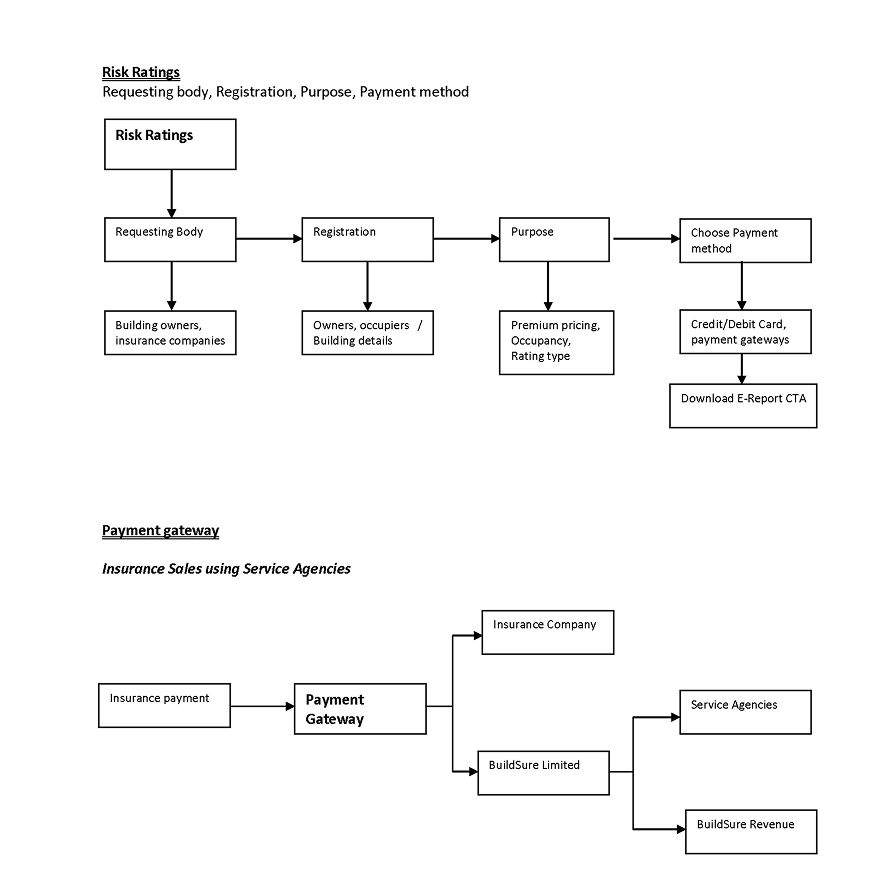 Risk Ratings
Requesting body, Registration, Purpose, Payment method
Risk Ratings
Requesting Body
Registration
Purpose
Choose Payment
method
Building owners,
insurance companies
Owners, occupiers /
Building details
Premium pricing,
Occupancy,
Rating type
Credit/Debit Card,
payment gateways
Download E-Report CTA
Payment gateway
Insurance Sales using Service Agencies
Insurance Company
Insurance payment
Payment
Gateway
Service Agencies
BuildSure Limited
BuildSure Revenue